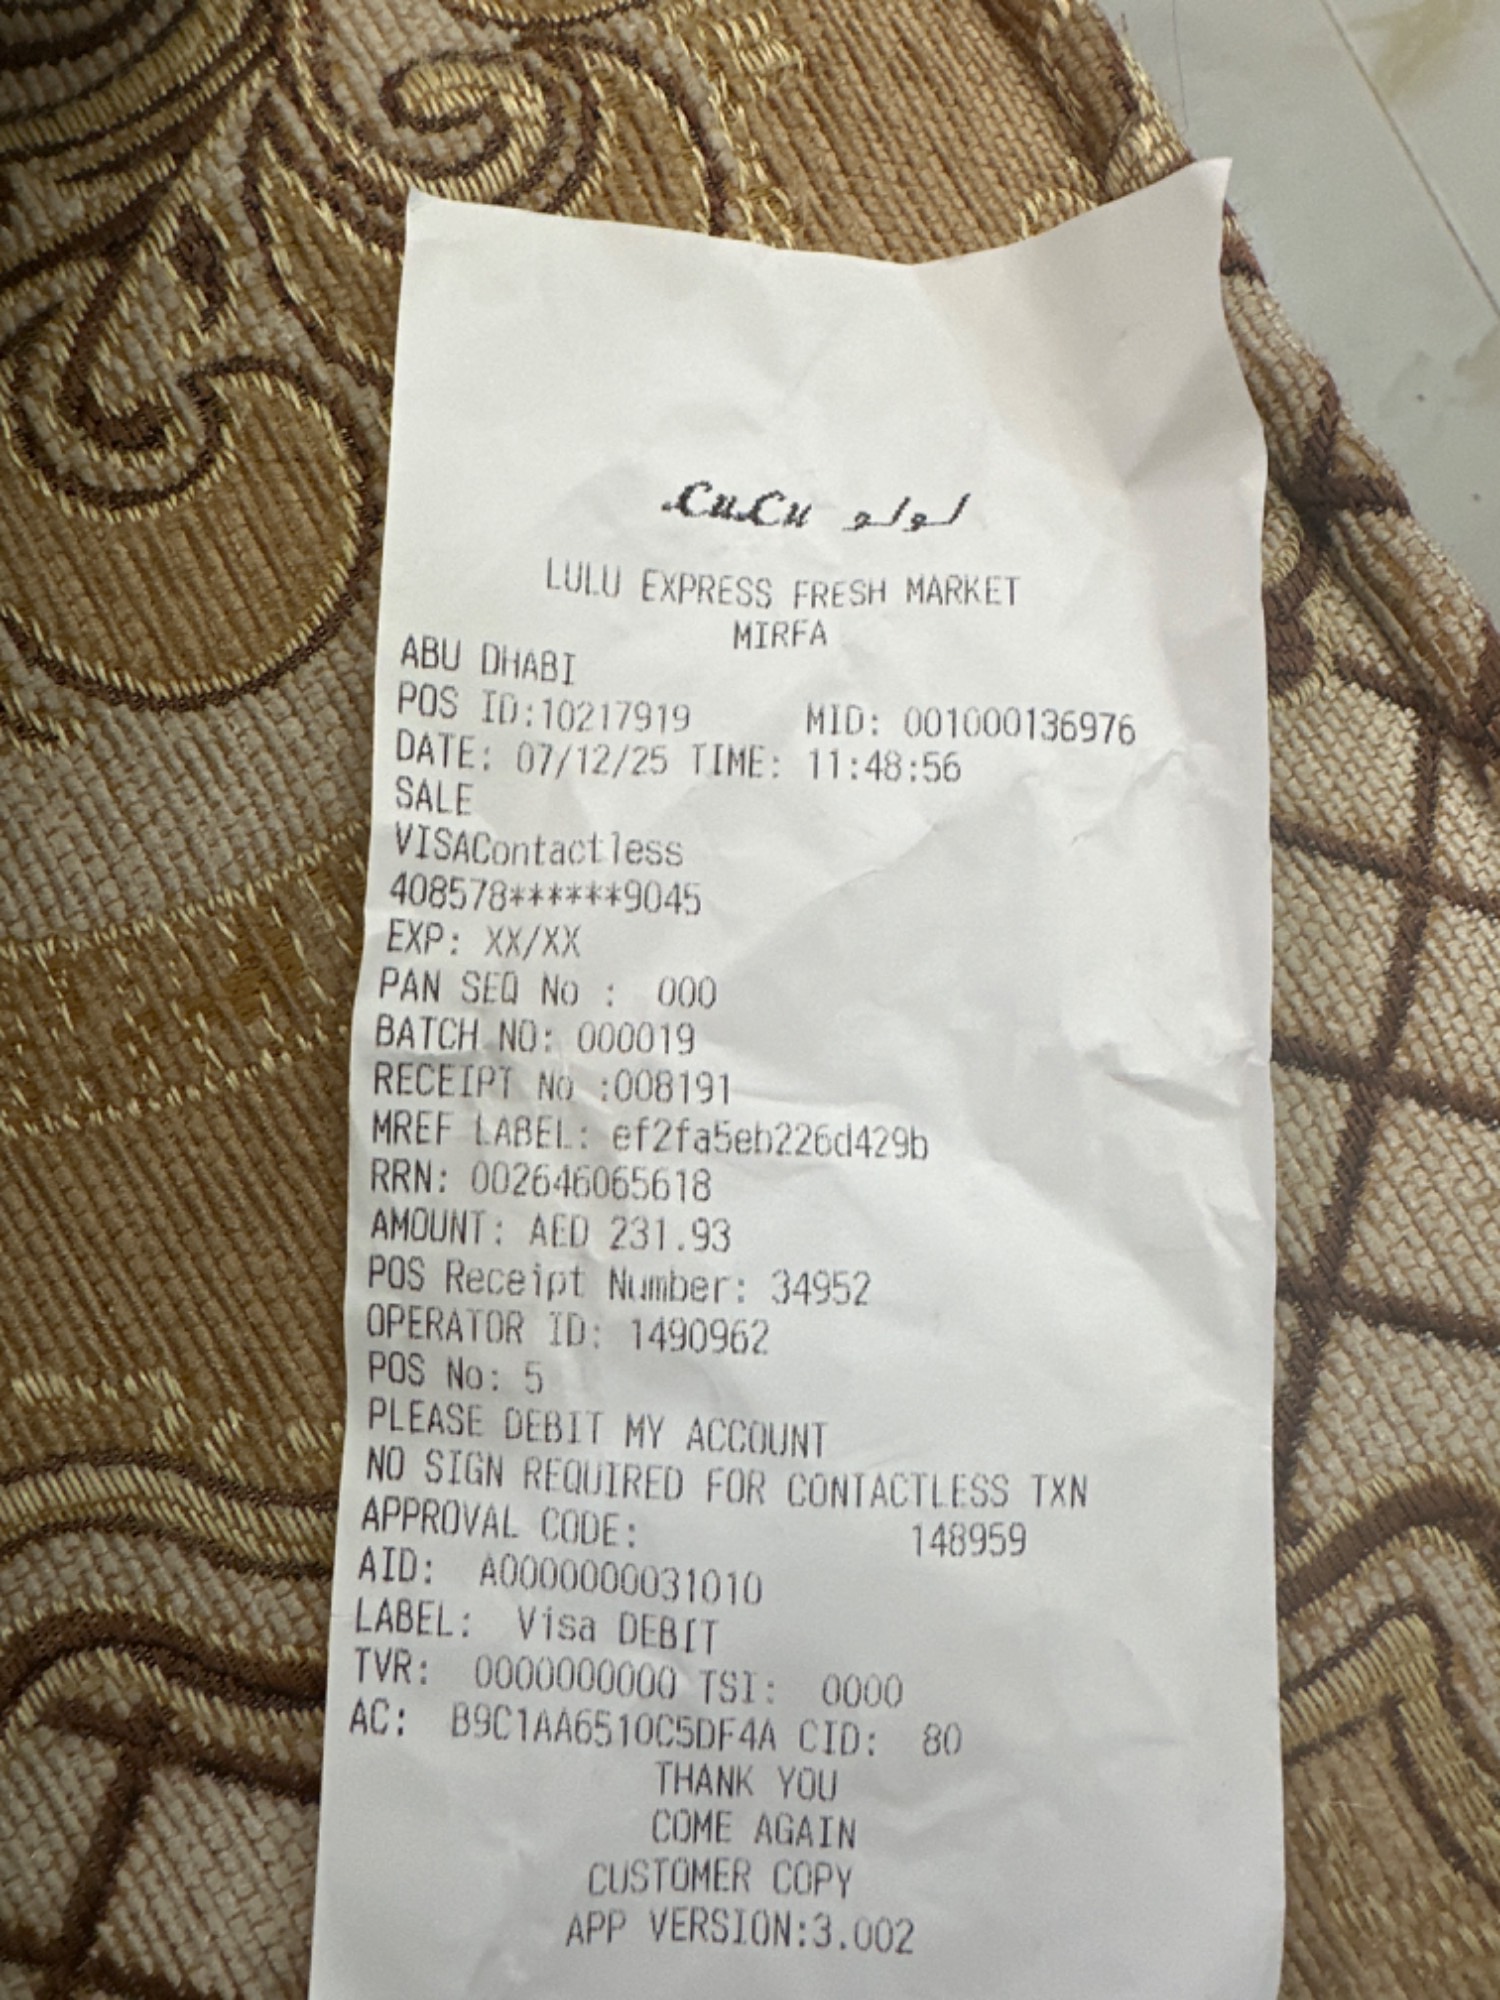 LuLu لولو
LULU EXPRESS FRESH MARKET
MIRFA
ABU DHABI
POS ID:10217919 MID: 001000136976
DATE: 07/12/25 TIME: 11:48:56
SALE
VISAContactless
408578******9045
EXP: XX/XX
PAN SEQ No : 000
BATCH NO: 000019
RECEIPT No :008191
MREF LABEL: ef2fa5eb226d429b
RRN: 002646065618
AMOUNT: AED 231.93
POS Receipt Number: 34952
OPERATOR ID: 1490962
POS No: 5
PLEASE DEBIT MY ACCOUNT
NO SIGN REQUIRED FOR CONTACTLESS TXN
APPROVAL CODE: 148959
AID: A0000000031010
LABEL: Visa DEBIT
TVR: 0000000000 TSI: 0000
AC: B9C1AA6510C5DF4A CID: 80
THANK YOU
COME AGAIN
CUSTOMER COPY
APP VERSION:3.002